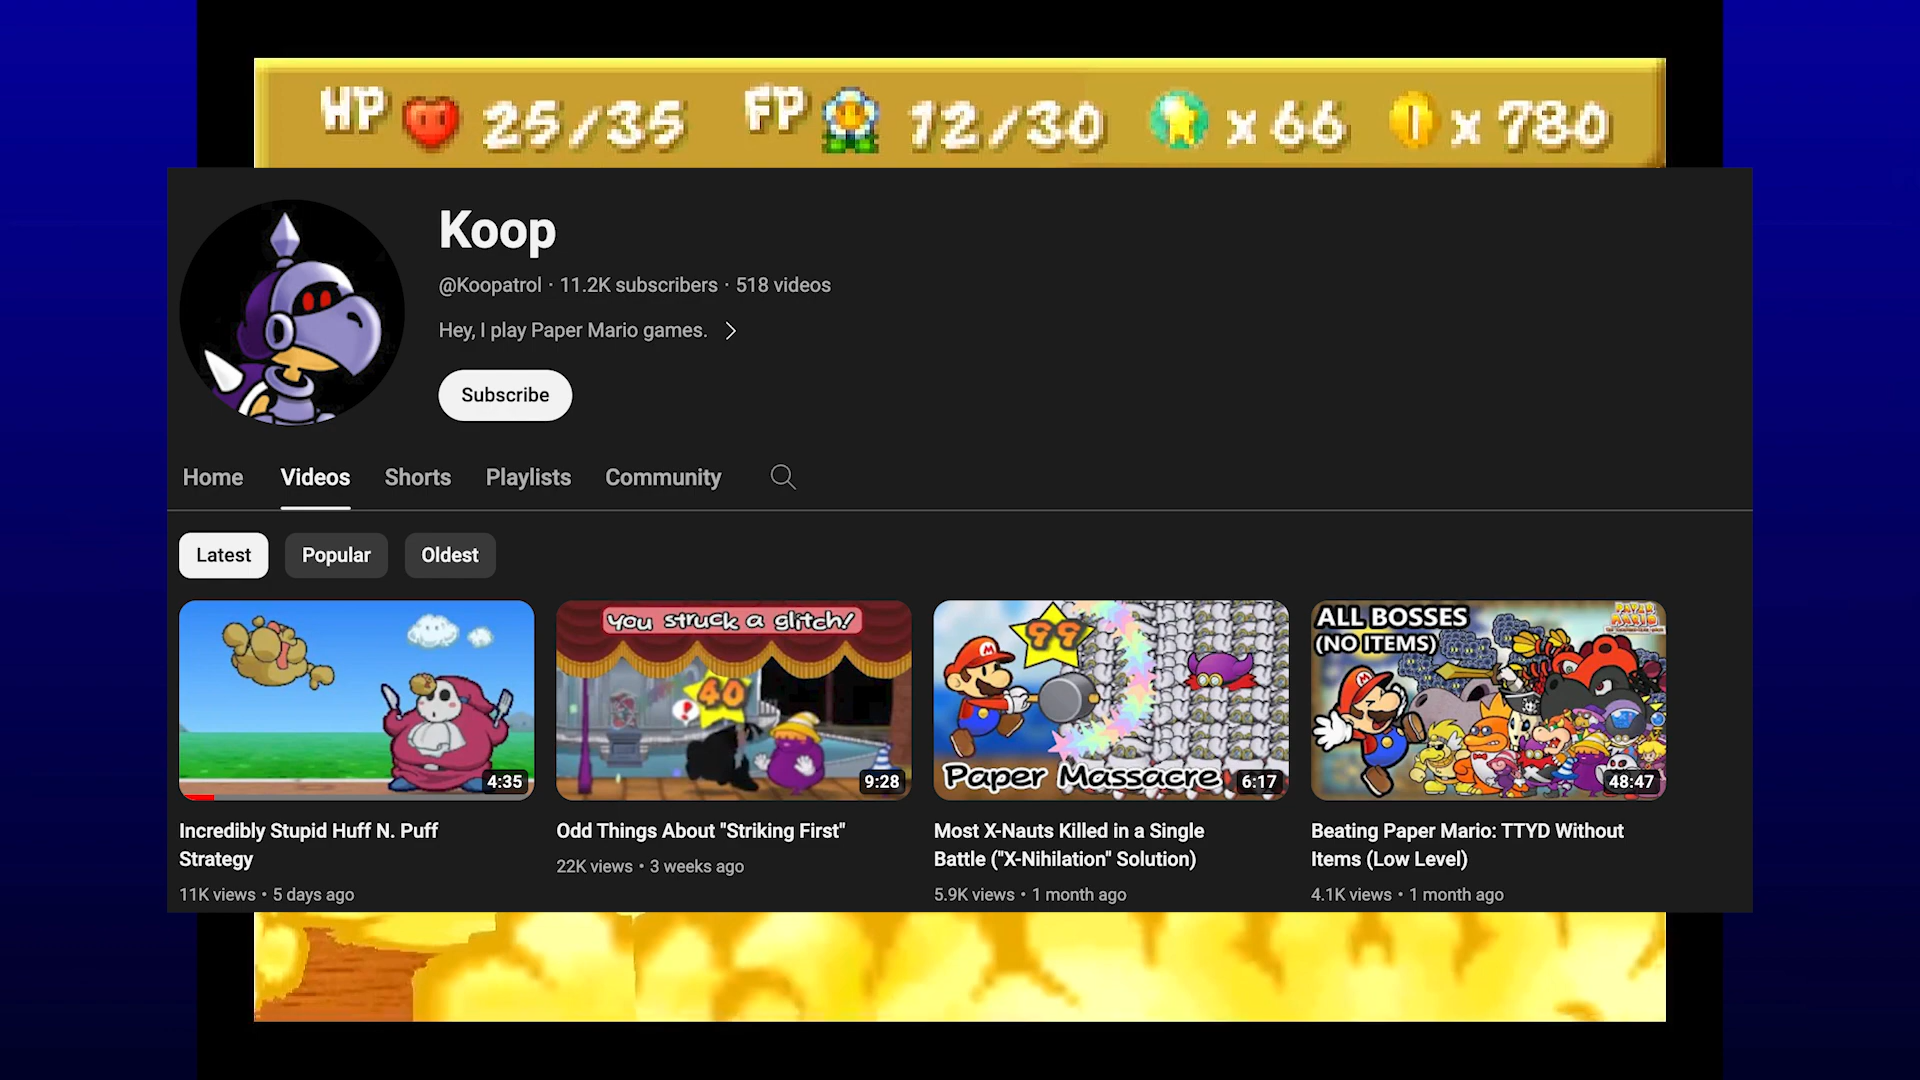 HP 25/35 FP 12/30 x 66 x 780
Koop
@Koopatrol · 11.2K subscribers · 518 videos
Hey, I play Paper Mario games.
Subscribe
Home Videos Shorts Playlists Community
Latest Popular Oldest
4:35
You struck a glitch!
40
9:28
99
Paper Massacre
6:17
ALL BOSSES
(NO ITEMS)
PAPER MARIO
48:47
Incredibly Stupid Huff N. Puff
Strategy
11K views • 5 days ago
Odd Things About "Striking First"
22K views • 3 weeks ago
Most X-Nauts Killed in a Single
Battle ("X-Nihilation" Solution)
5.9K views • 1 month ago
Beating Paper Mario: TTYD Without
Items (Low Level)
4.1K views • 1 month ago